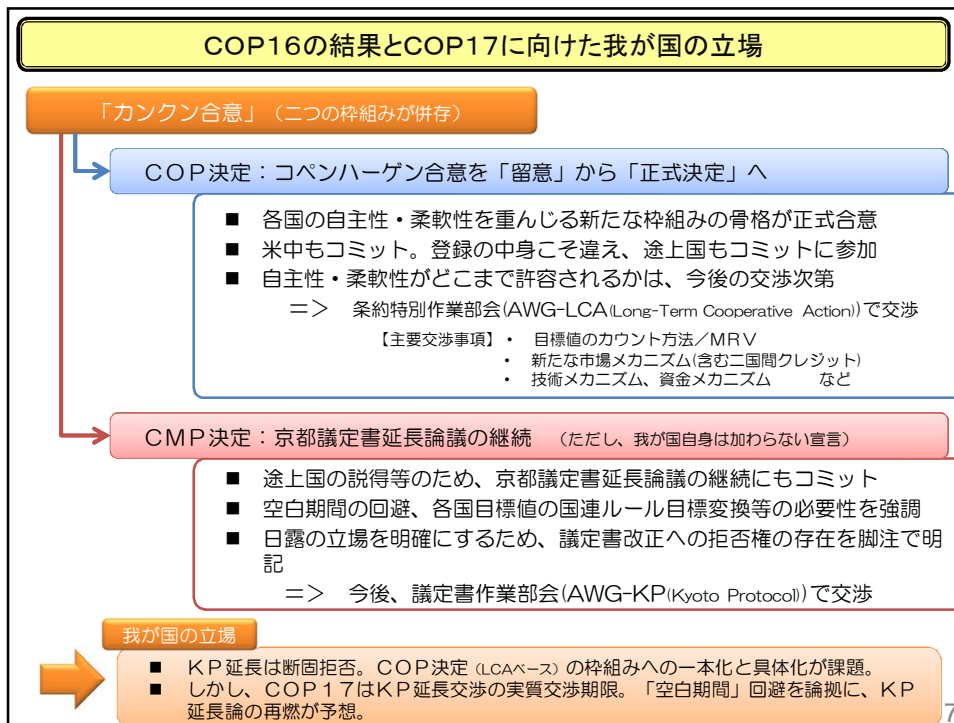 COP16の結果とCOP17に向けた我が国の立場
「カンクン合意」（二つの枠組みが併存）
ＣＯＰ決定：コペンハーゲン合意を「留意」から「正式決定」へ
■ 各国の自主性・柔軟性を重んじる新たな枠組みの骨格が正式合意
■ 米中もコミット。登録の中身こそ違え、途上国もコミットに参加
■ 自主性・柔軟性がどこまで許容されるかは、今後の交渉次第
＝＞ 条約特別作業部会(AWG-LCA(Long-Term Cooperative Action))で交渉
【主要交渉事項】・ 目標値のカウント方法／ＭＲＶ
・ 新たな市場メカニズム(含む二国間クレジット)
・ 技術メカニズム、資金メカニズム など
ＣＭＰ決定：京都議定書延長論議の継続 （ただし、我が国自身は加わらない宣言）
■ 途上国の説得等のため、京都議定書延長論議の継続にもコミット
■ 空白期間の回避、各国目標値の国連ルール目標変換等の必要性を強調
■ 日露の立場を明確にするため、議定書改正への拒否権の存在を脚注で明
記
＝＞ 今後、議定書作業部会(AWG-KP(Kyoto Protocol))で交渉
我が国の立場
■ ＫＰ延長は断固拒否。ＣＯＰ決定（LCAベース）の枠組みへの一本化と具体化が課題。
■ しかし、ＣＯＰ１７はＫＰ延長交渉の実質交渉期限。「空白期間」回避を論拠に、ＫＰ
延長論の再燃が予想。
7